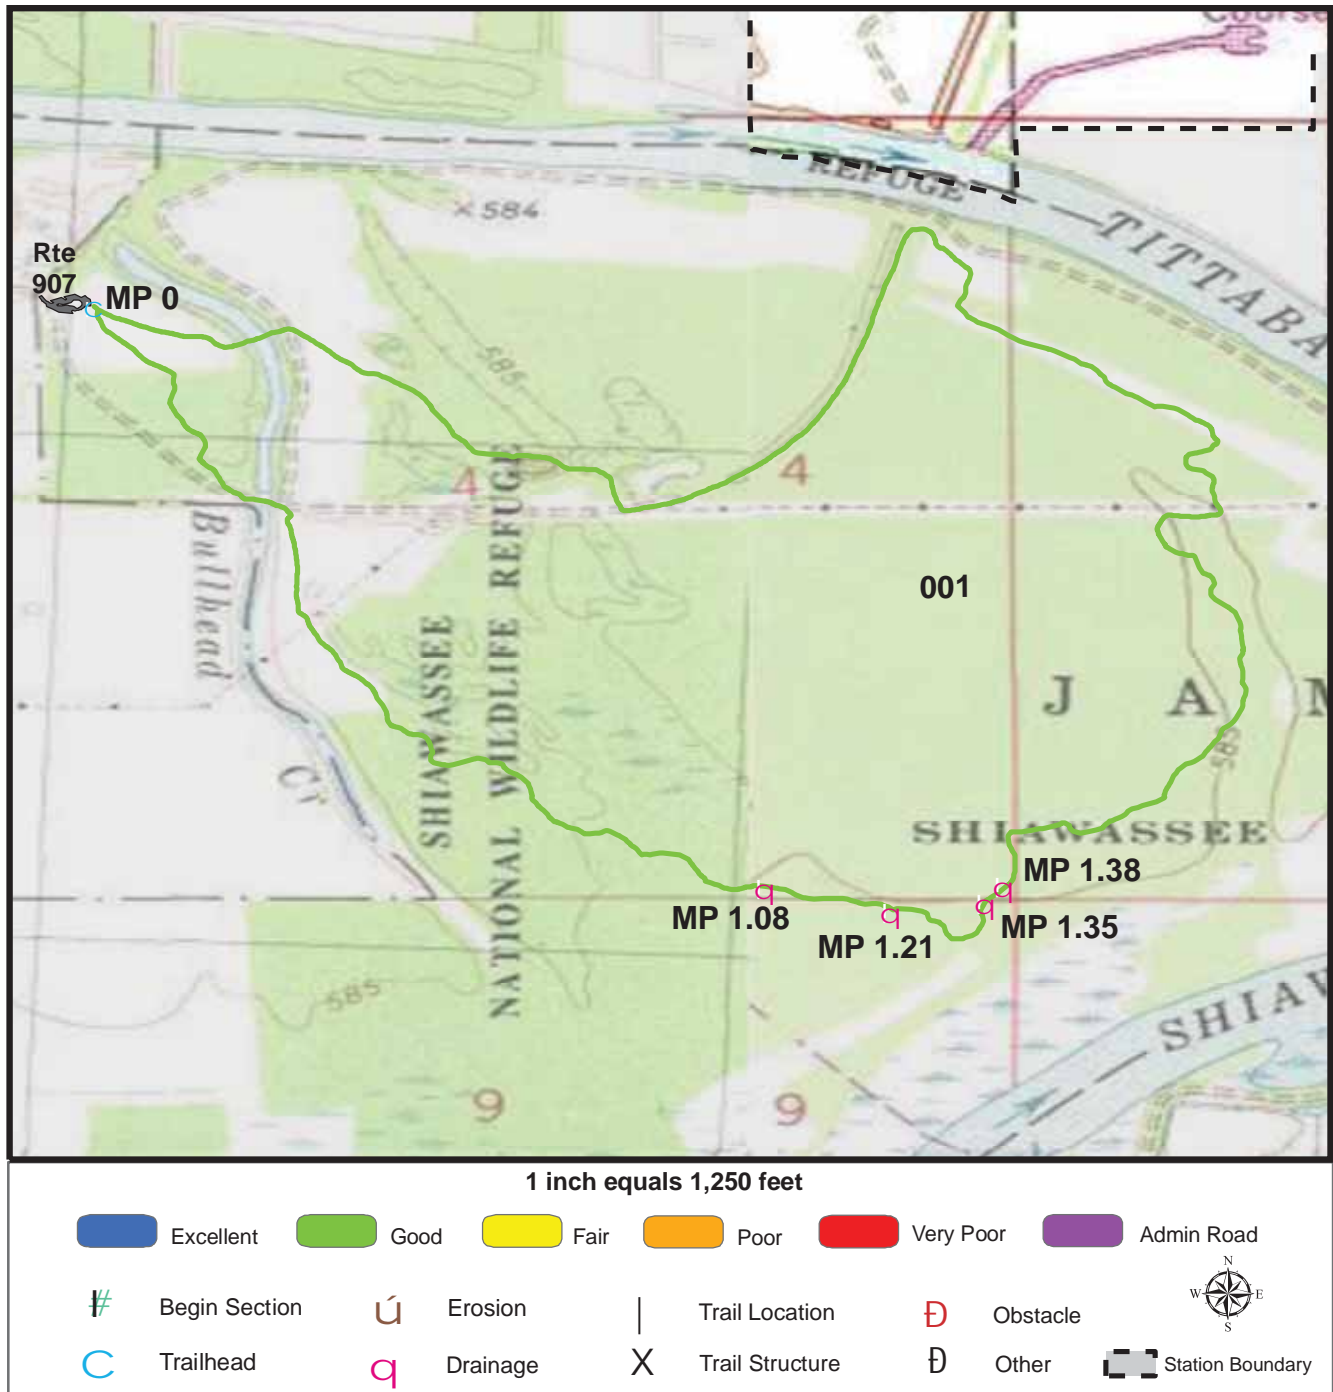 Course
REFUGE
TITTABA
× 584
Rte
907
MP 0
585
4
4
Bullhead
Cr
SHIAWASSEE
NATIONAL WILDLIFE REFUGE
001
J A M
585
SHIAWASSEE
MP 1.38
MP 1.08
MP 1.21
MP 1.35
q
q
q
q
585
SHIAW
9
9
1 inch equals 1,250 feet
Excellent
Good
Fair
Poor
Very Poor
Admin Road
# Begin Section
ú Erosion
| Trail Location
Đ Obstacle
N
W E
S
C Trailhead
q Drainage
X Trail Structure
Đ Other
Station Boundary